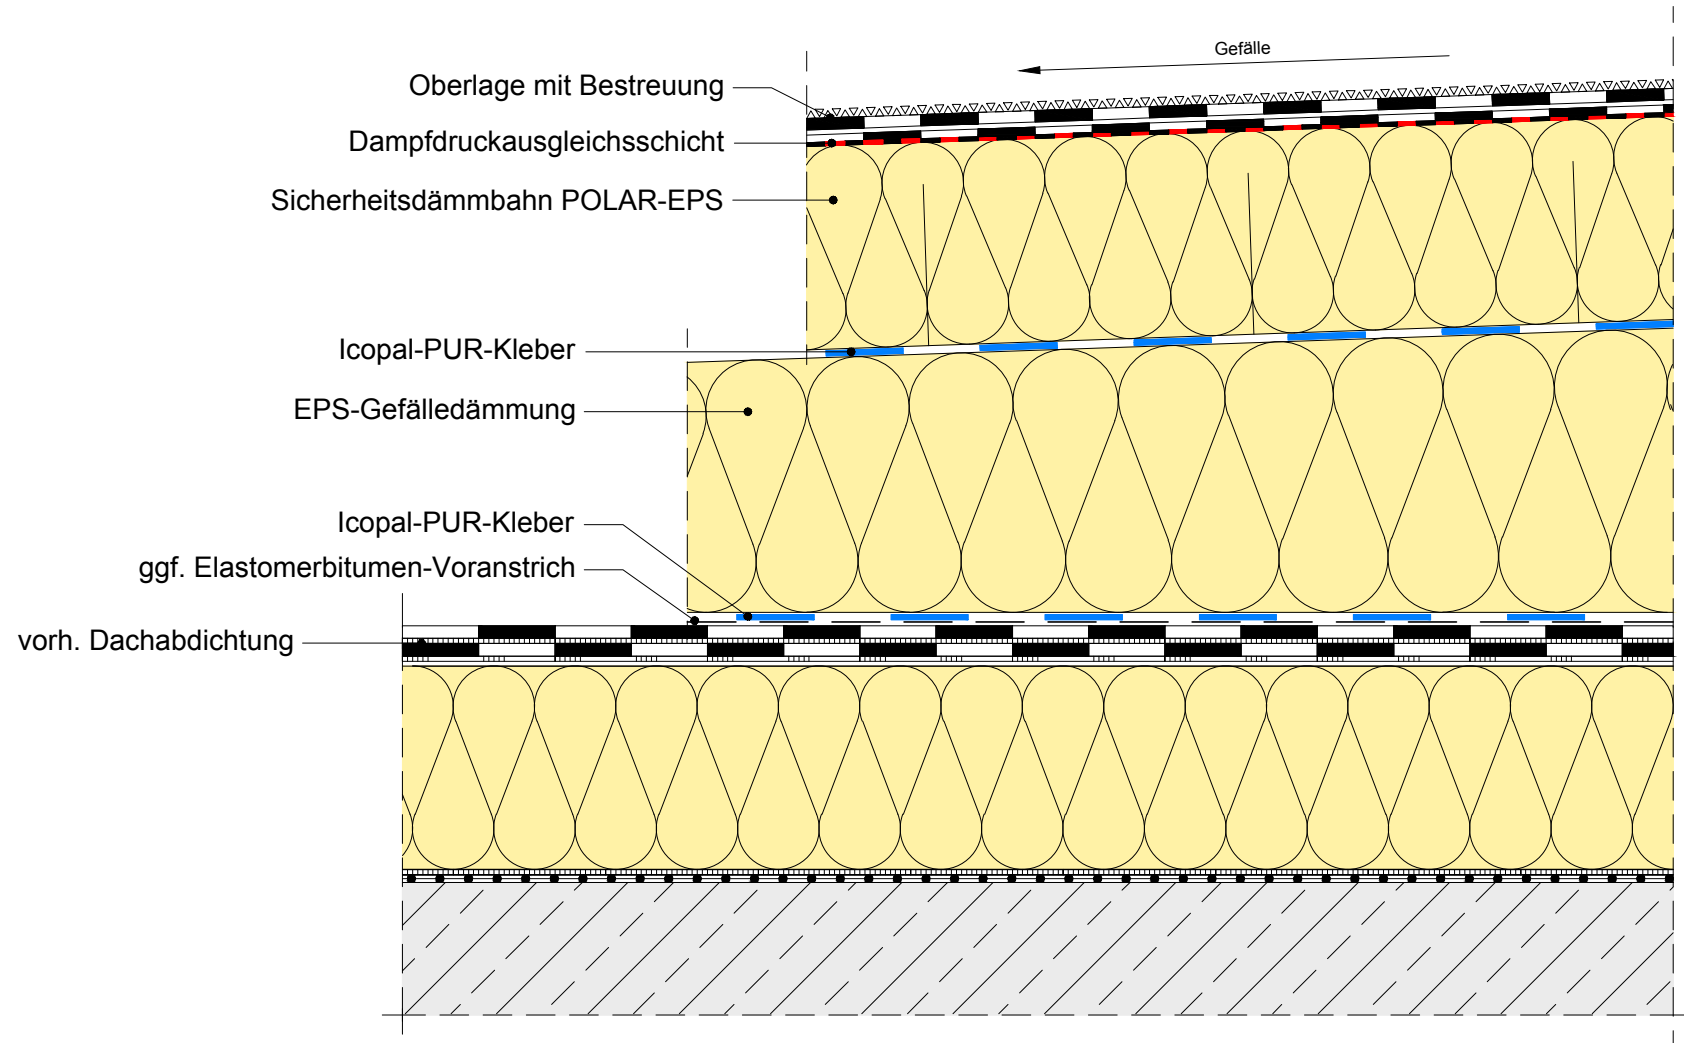 Gefälle
Oberlage mit Bestreuung
Dampfdruckausgleichsschicht
Sicherheitsdämmbahn POLAR-EPS
Icopal-PUR-Kleber
EPS-Gefälledämmung
Icopal-PUR-Kleber
ggf. Elastomerbitumen-Voranstrich
vorh. Dachabdichtung